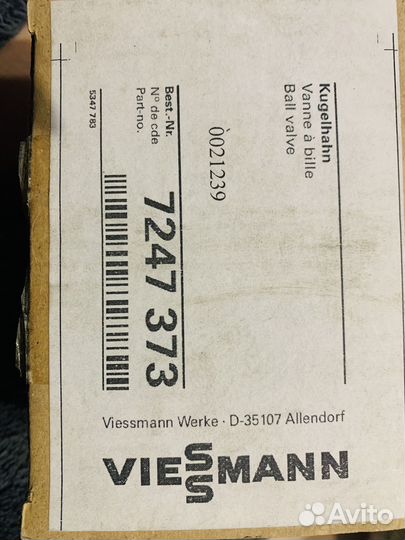 Kugelhahn
Vanne à bille
Ball valve
0021239
Best.-Nr.
N° de cde
Part-no.
7247 373
5347 783
Viessmann Werke · D-35107 Allendorf
VIESSMANN
Avito